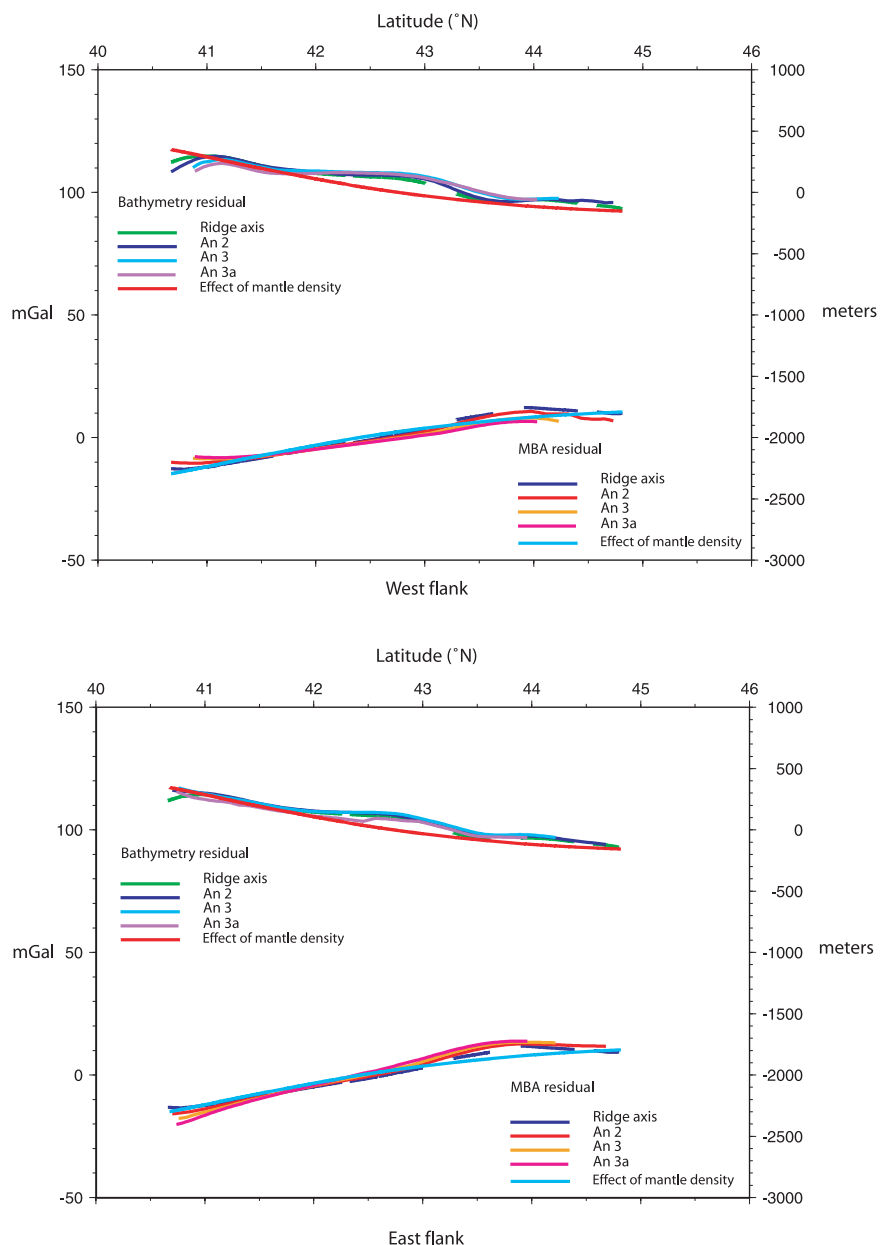 Latitude (˚N)
40 41 42 43 44 45 46
150 1000
500
100 0
Bathymetry residual
Ridge axis
An 2
An 3
An 3a
Effect of mantle density
-500
mGal 50 -1000 meters
-1500
0 -2000
MBA residual
Ridge axis
An 2
An 3
An 3a
Effect of mantle density
-2500
-50 -3000
West flank
Latitude (˚N)
40 41 42 43 44 45 46
150 1000
500
100 0
Bathymetry residual
Ridge axis
An 2
An 3
An 3a
Effect of mantle density
-500
mGal 50 -1000 meters
-1500
0 -2000
MBA residual
Ridge axis
An 2
An 3
An 3a
Effect of mantle density
-2500
-50 -3000
East flank